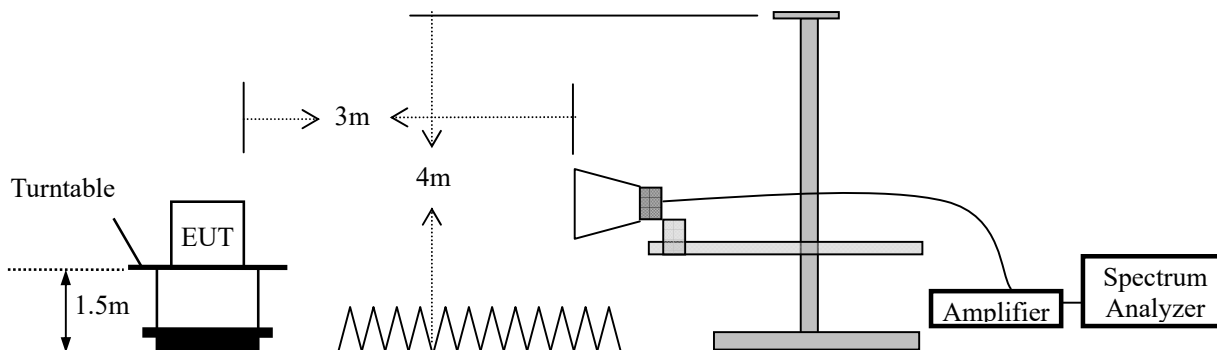 3m
4m
Turntable
EUT
1.5m
Amplifier
Spectrum
Analyzer